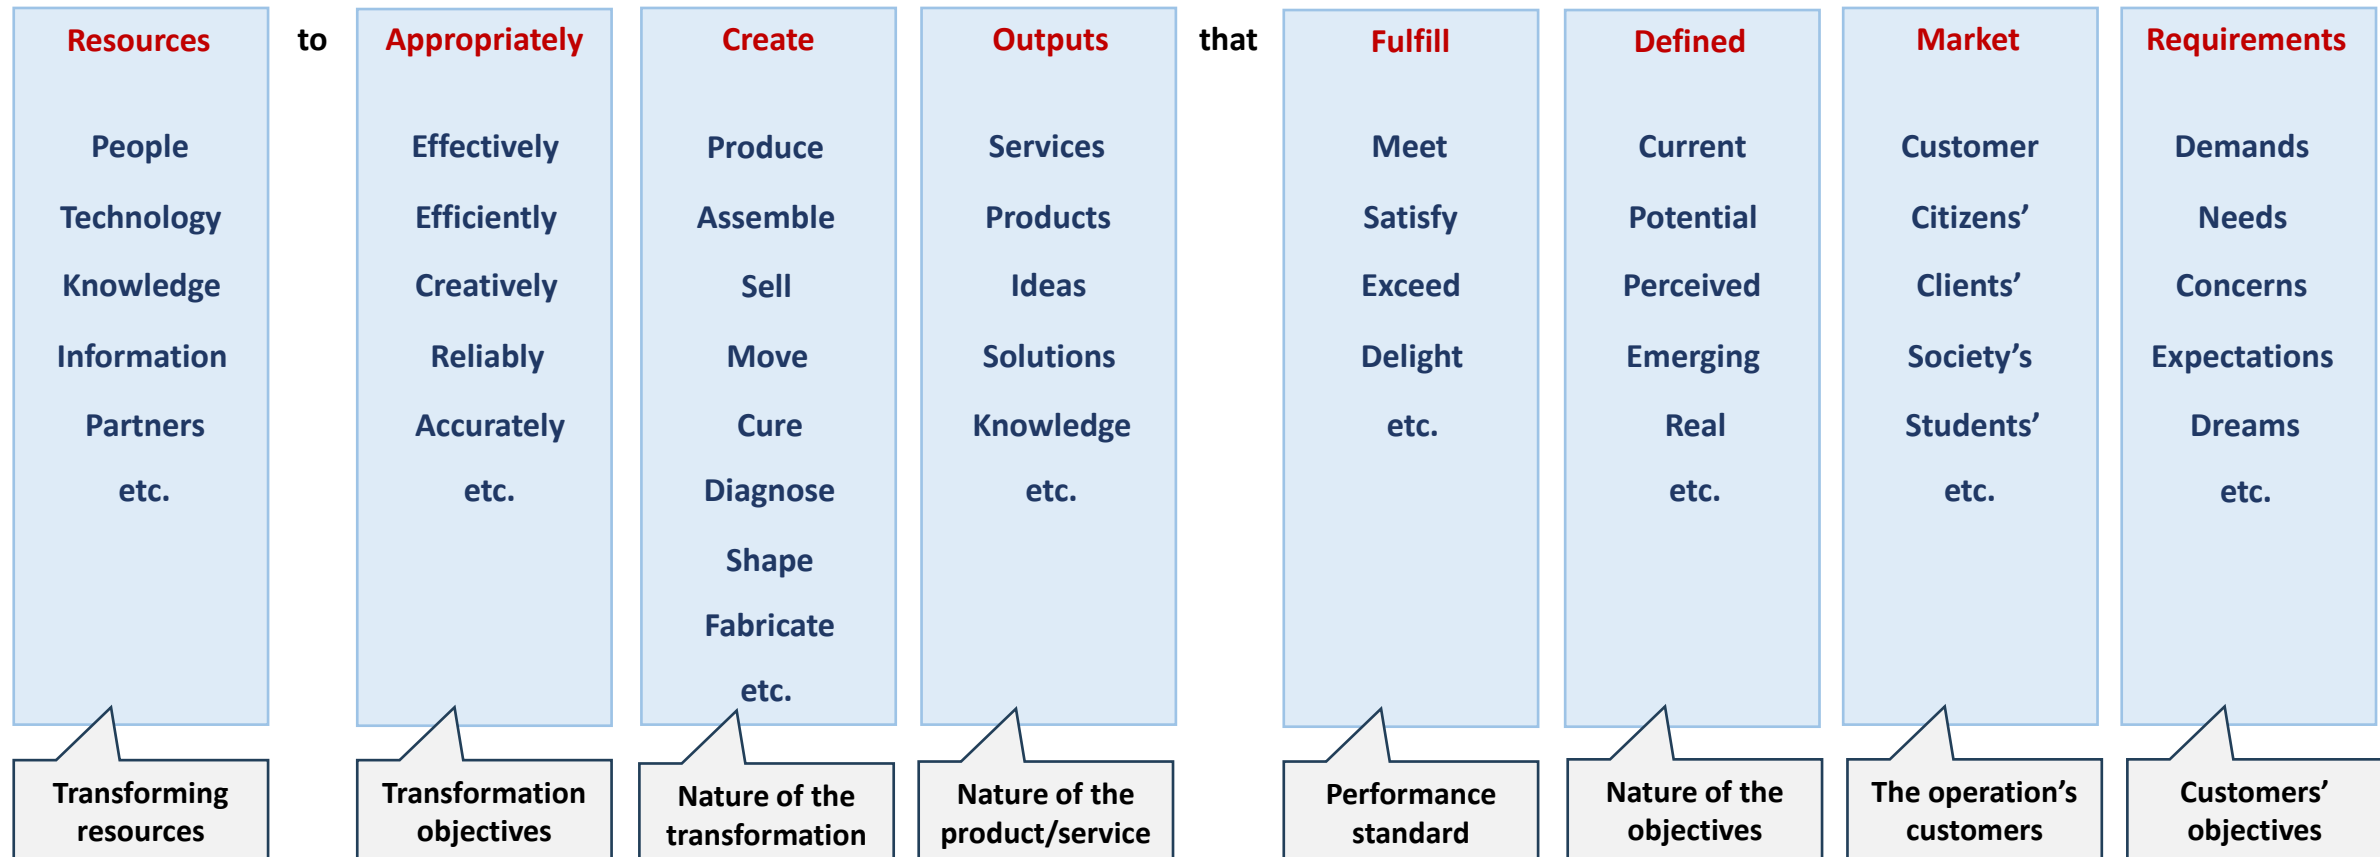 Resources
to
Appropriately
Create
Outputs
that
Fulfill
Defined
Market
Requirements
People
Technology
Knowledge
Information
Partners
etc.
Effectively
Efficiently
Creatively
Reliably
Accurately
etc.
Produce
Assemble
Sell
Move
Cure
Diagnose
Shape
Fabricate
etc.
Services
Products
Ideas
Solutions
Knowledge
etc.
Meet
Satisfy
Exceed
Delight
etc.
Current
Potential
Perceived
Emerging
Real
etc.
Customer
Citizens’
Clients’
Society’s
Students’
etc.
Demands
Needs
Concerns
Expectations
Dreams
etc.
Transforming
resources
Transformation
objectives
Nature of the
transformation
Nature of the
product/service
Performance
standard
Nature of the
objectives
The operation’s
customers
Customers’
objectives